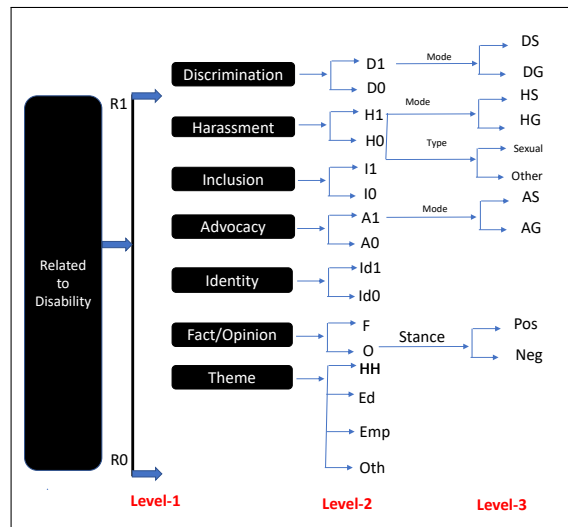 Related
to
Disability
R1
R0
Discrimination
D1
D0
Mode
DS
DG
Harassment
H1
H0
Mode
HS
HG
Type
Sexual
Other
Inclusion
I1
I0
Advocacy
A1
A0
Mode
AS
AG
Identity
Id1
Id0
Fact/Opinion
F
O
Stance
Pos
Neg
Theme
HH
Ed
Emp
Oth
Level-1
Level-2
Level-3